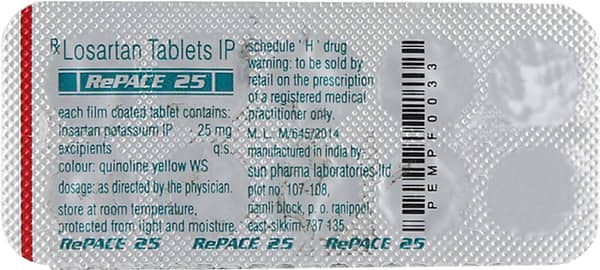 Rx Losartan Tablets IP
RePACE 25
each film coated tablet contains:
losartan potassium IP 25 mg
excipients q.s.
colour: quinoline yellow WS
dosage: as directed by the physician.
store at room temperature,
protected from light and moisture.
schedule 'H' drug
warning: to be sold by
retail on the prescription
of a registered medical
practitioner only.
M. L. M/645/2014
manufactured in india by:
sun pharma laboratories ltd.
plot no. 107-108,
namli block, p. o. ranipool,
east-sikkim-737 135.
PEMPF0033
RePACE 25 RePACE 25 RePACE 25